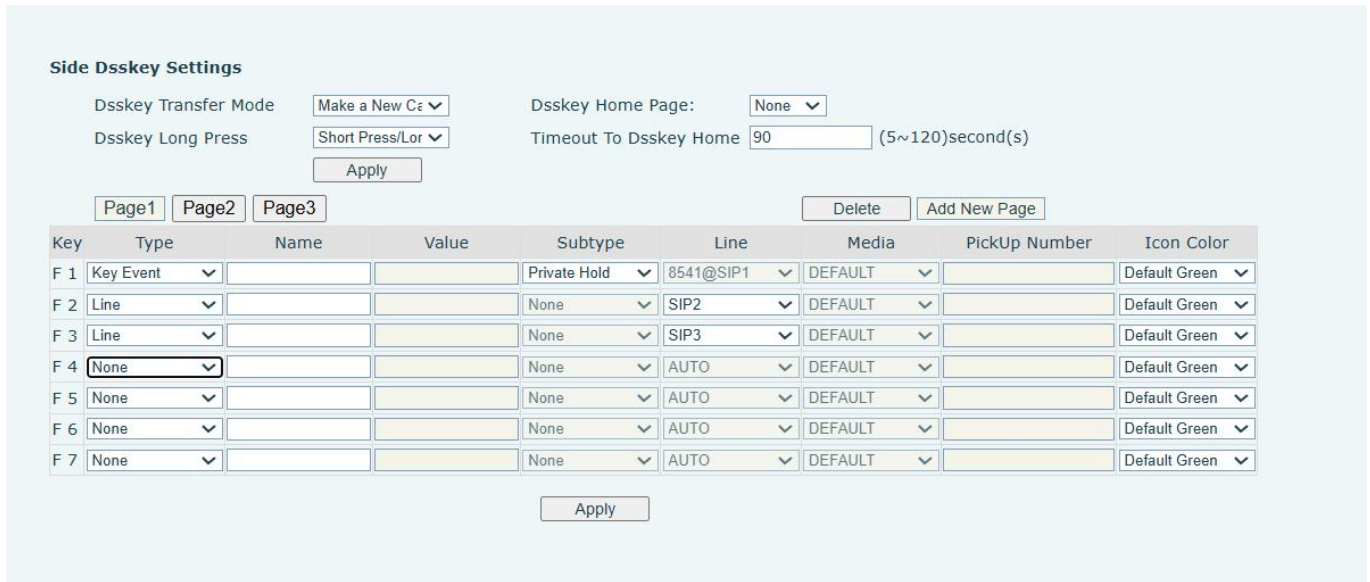 Side Dsskey Settings
Dsskey Transfer Mode Make a New Ca Dsskey Home Page: None
Dsskey Long Press Short Press/Lor Timeout To Dsskey Home 90 (5~120)second(s)
Apply
Page1 Page2 Page3 Delete Add New Page
Key Type Name Value Subtype Line Media PickUp Number Icon Color
F 1 Key Event Private Hold 8541@SIP1 DEFAULT Default Green
F 2 Line None SIP2 DEFAULT Default Green
F 3 Line None SIP3 DEFAULT Default Green
F 4 None None AUTO DEFAULT Default Green
F 5 None None AUTO DEFAULT Default Green
F 6 None None AUTO DEFAULT Default Green
F 7 None None AUTO DEFAULT Default Green
Apply